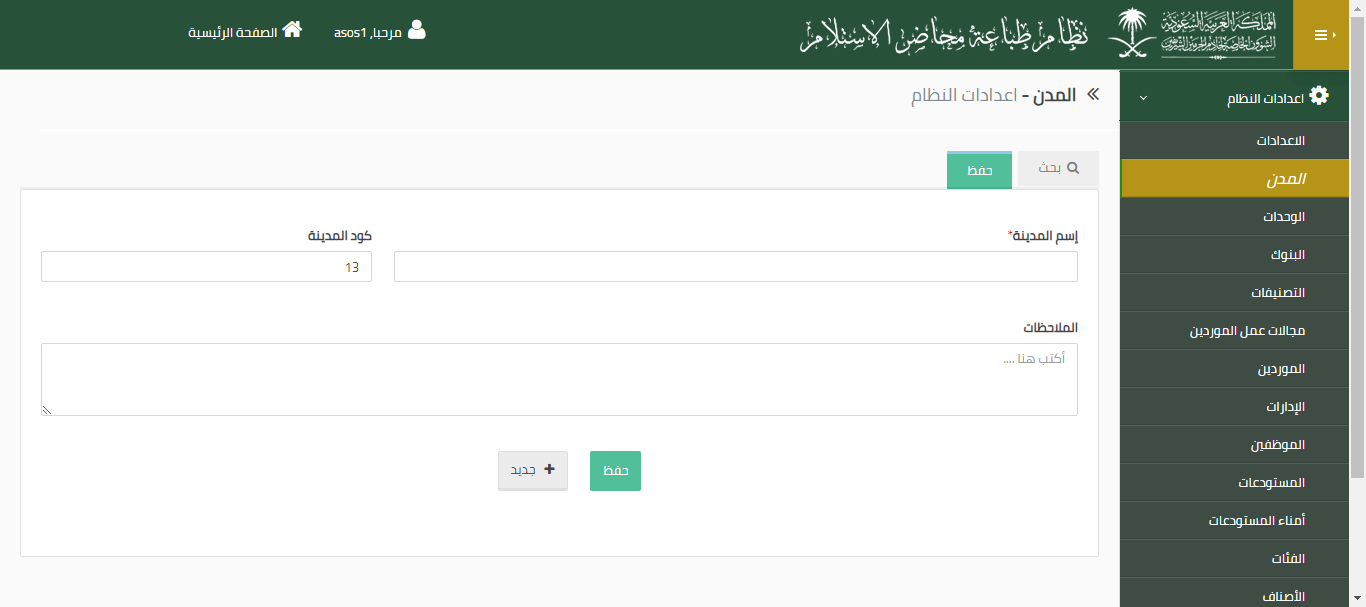 المملكة العربية السعودية
الشؤون الخاصة لخادم الحرمين الشريفين
نظام طباعة محاضر الاستلام
مرحبا, asos1
الصفحة الرئيسية
اعدادات النظام
الاعدادات
المدن
الوحدات
البنوك
التصنيفات
مجالات عمل الموردين
الموردين
الإدارات
الموظفين
المستودعات
أمناء المستودعات
الفئات
الأصناف
المدن - اعدادات النظام
بحث
حفظ
إسم المدينة*
كود المدينة
13
الملاحظات
أكتب هنا ....
حفظ
جديد